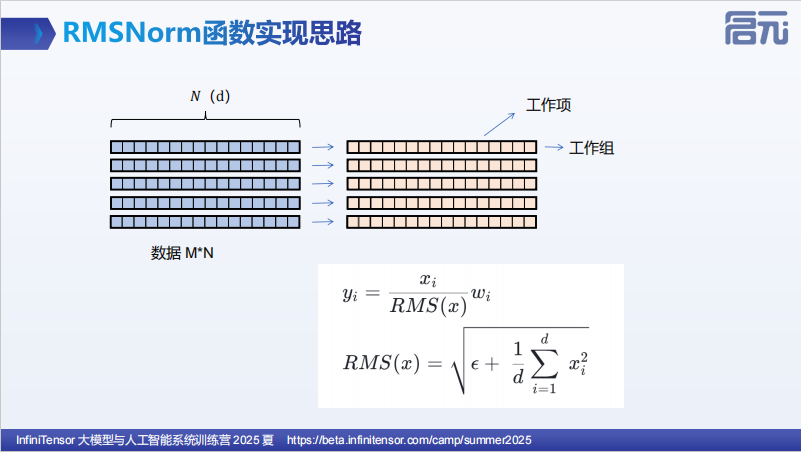 RMSNorm函数实现思路
启元
N（d）
工作项
工作组
数据 M*N
y_i = \frac{x_i}{RMS(x)} w_i
RMS(x) = \sqrt{\epsilon + \frac{1}{d} \sum_{i=1}^{d} x_i^2}
InfiniTensor 大模型与人工智能系统训练营 2025 夏 https://beta.infinitensor.com/camp/summer2025